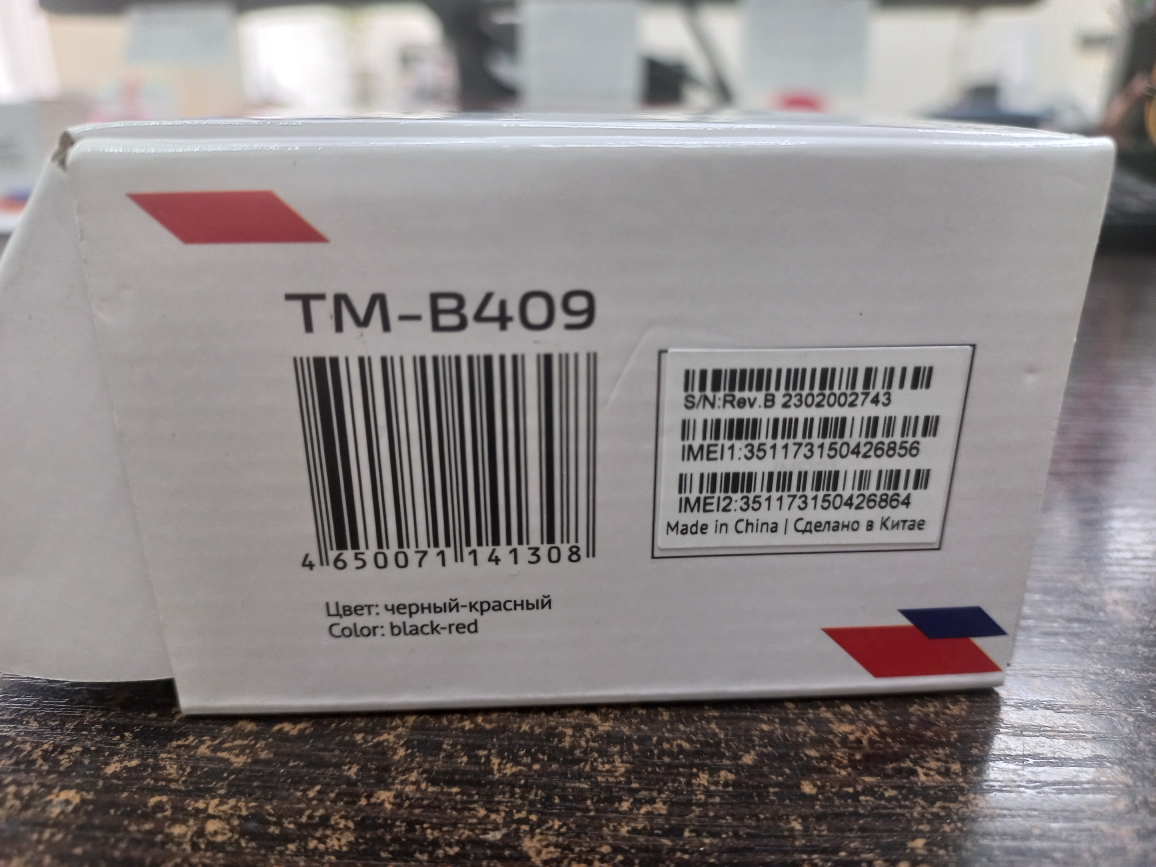 TM-B409
4 650071 141308
Цвет: черный-красный
Color: black-red
S/N:Rev.B 2302002743
IMEI1:351173150426856
IMEI2:351173150426864
Made in China | Сделано в Китае